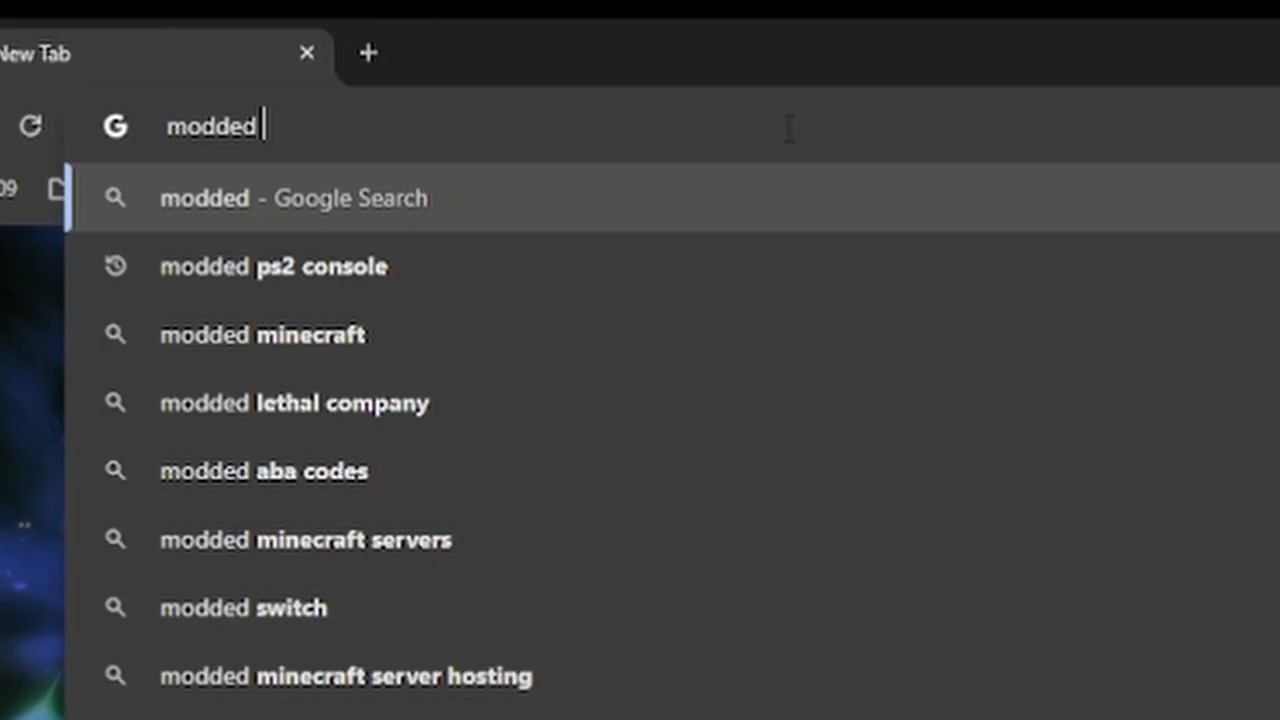 New Tab
modded
09
modded - Google Search
modded ps2 console
modded minecraft
modded lethal company
modded aba codes
modded minecraft servers
modded switch
modded minecraft server hosting